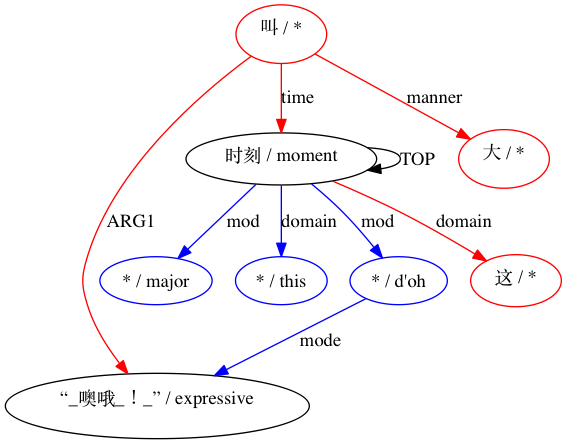 叫 / *
time
manner
时刻 / moment
TOP
大 / *
ARG1
mod
domain
mod
domain
* / major
* / this
* / d'oh
这 / *
mode
“_噢哦_！_” / expressive